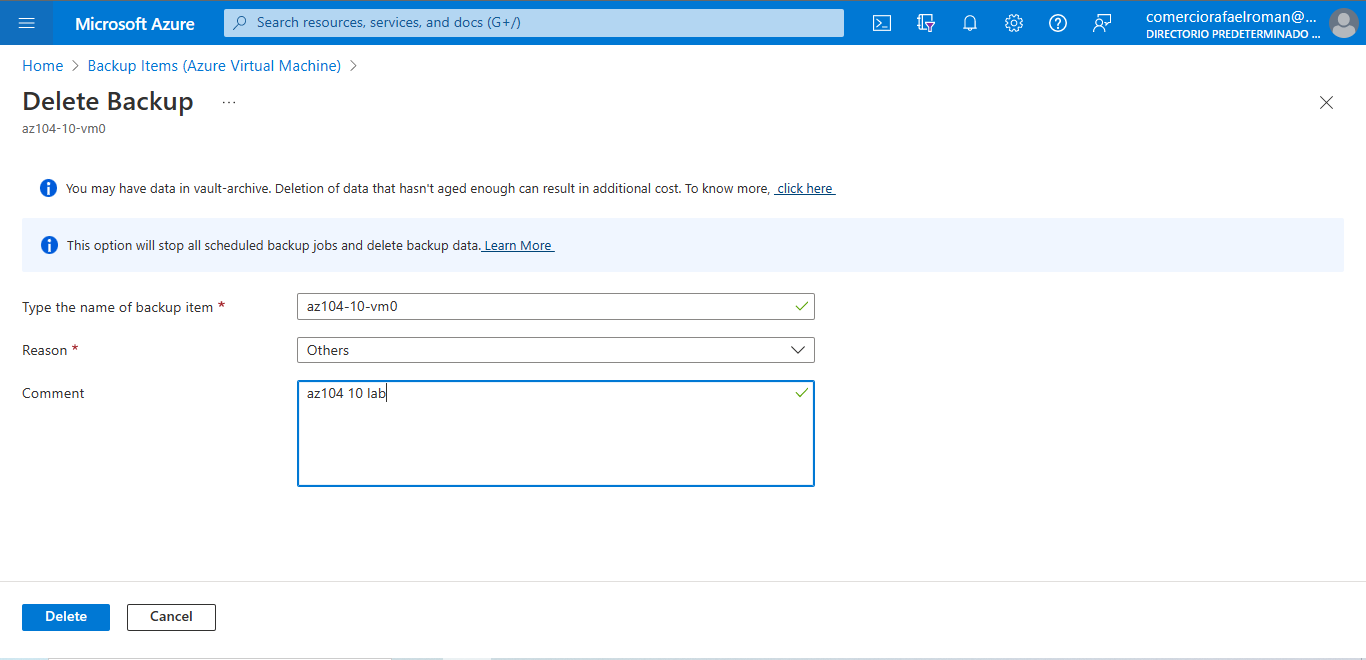 Microsoft Azure
Search resources, services, and docs (G+/)
comerciorafaelroman@...
DIRECTORIO PREDETERMINADO ...
Home > Backup Items (Azure Virtual Machine) >
Delete Backup ...
az104-10-vm0
You may have data in vault-archive. Deletion of data that hasn't aged enough can result in additional cost. To know more, click here
This option will stop all scheduled backup jobs and delete backup data. Learn More
Type the name of backup item * az104-10-vm0
Reason * Others
Comment az104 10 lab
Delete Cancel